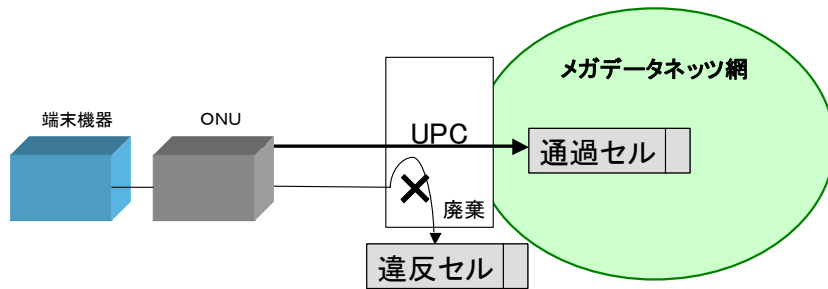 メガデータネッツ網
端末機器
ONU
UPC
通過セル
廃棄
違反セル